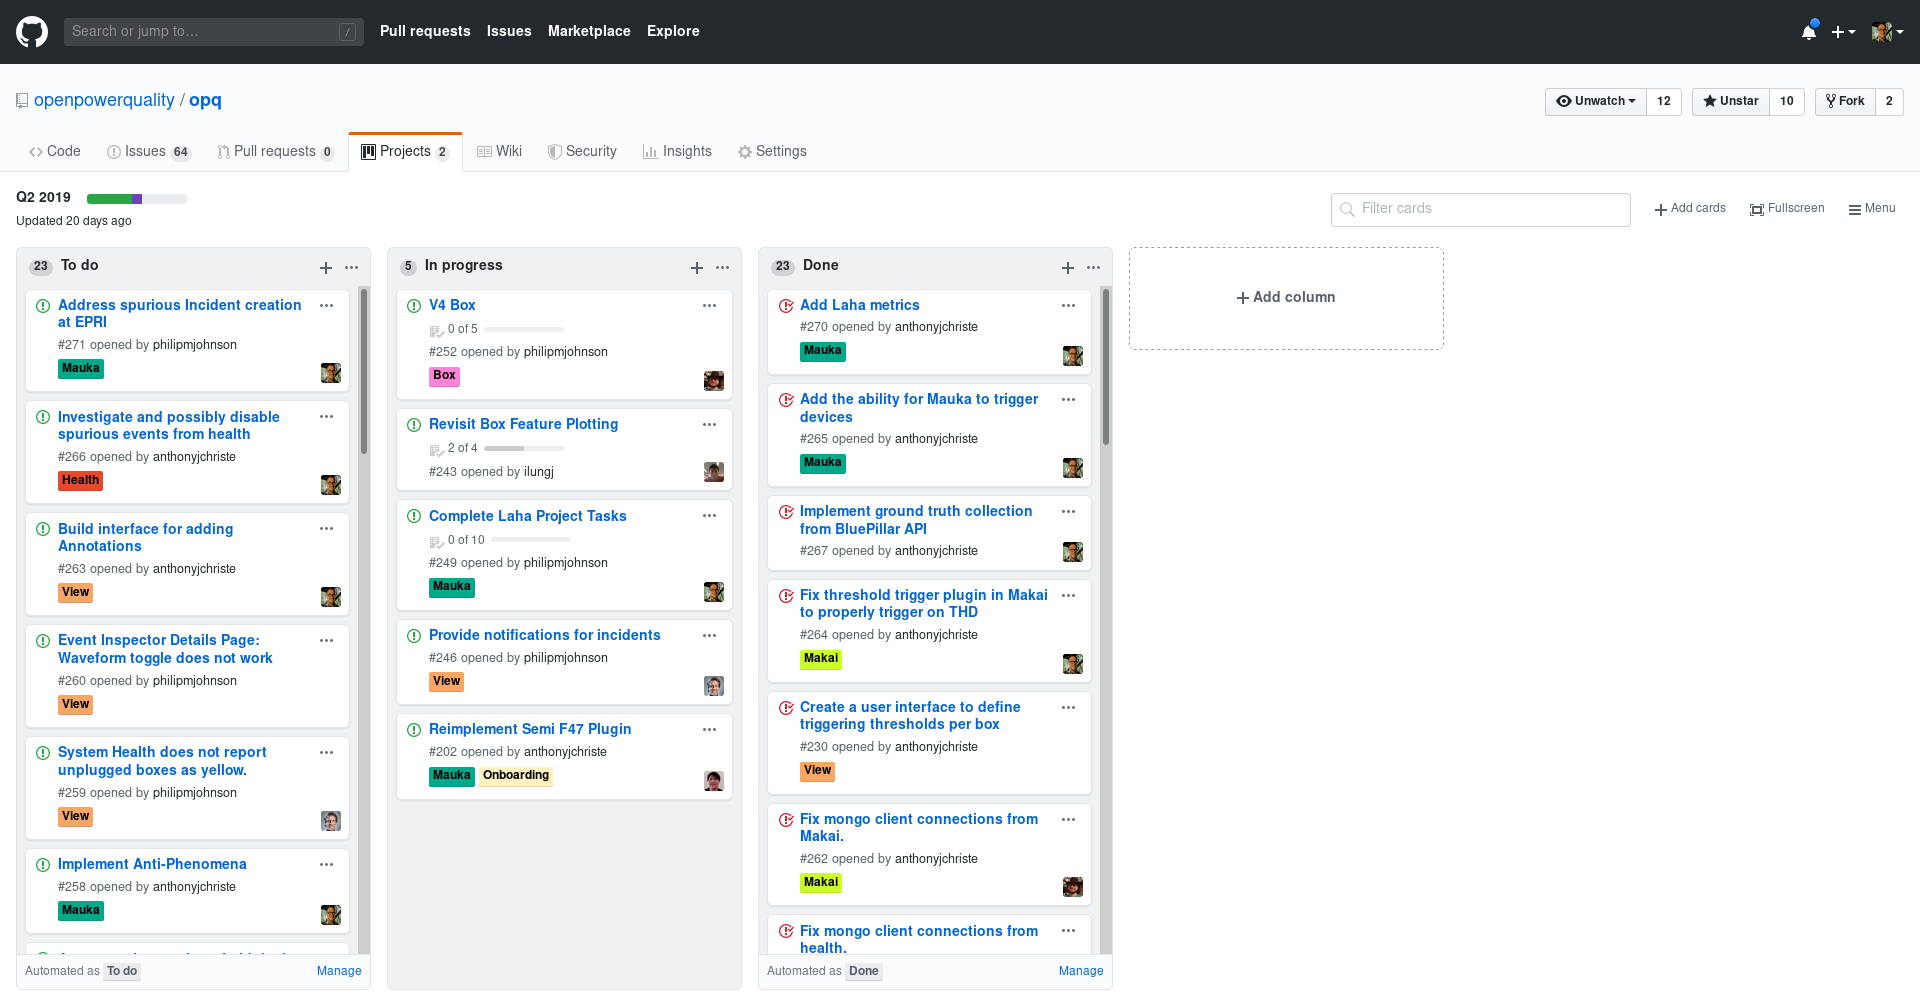 Search or jump to… /
Pull requests Issues Marketplace Explore
openpowerquality / opq
Unwatch 12 Unstar 10 Fork 2
Code Issues 64 Pull requests 0 Projects 2 Wiki Security Insights Settings
Q2 2019
Updated 20 days ago
Filter cards
Add cards Fullscreen Menu
23 To do
Address spurious Incident creation
at EPRI
#271 opened by philipmjohnson
Mauka
Investigate and possibly disable
spurious events from health
#266 opened by anthonyjchriste
Health
Build interface for adding
Annotations
#263 opened by anthonyjchriste
View
Event Inspector Details Page:
Waveform toggle does not work
#260 opened by philipmjohnson
View
System Health does not report
unplugged boxes as yellow.
#259 opened by philipmjohnson
View
Implement Anti-Phenomena
#258 opened by anthonyjchriste
Mauka
Automated as To do Manage
5 In progress
V4 Box
0 of 5
#252 opened by philipmjohnson
Box
Revisit Box Feature Plotting
2 of 4
#243 opened by ilungj
Complete Laha Project Tasks
0 of 10
#249 opened by philipmjohnson
Mauka
Provide notifications for incidents
#246 opened by philipmjohnson
View
Reimplement Semi F47 Plugin
#202 opened by anthonyjchriste
Mauka Onboarding
23 Done
Add Laha metrics
#270 opened by anthonyjchriste
Mauka
Add the ability for Mauka to trigger
devices
#265 opened by anthonyjchriste
Mauka
Implement ground truth collection
from BluePillar API
#267 opened by anthonyjchriste
Fix threshold trigger plugin in Makai
to properly trigger on THD
#264 opened by anthonyjchriste
Makai
Create a user interface to define
triggering thresholds per box
#230 opened by anthonyjchriste
View
Fix mongo client connections from
Makai.
#262 opened by anthonyjchriste
Makai
Fix mongo client connections from
health.
Automated as Done Manage
Add column